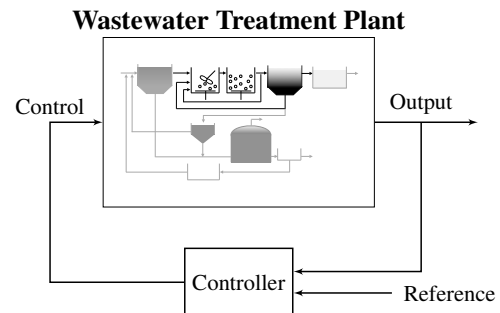 Wastewater Treatment Plant
Control
Output
Controller
Reference